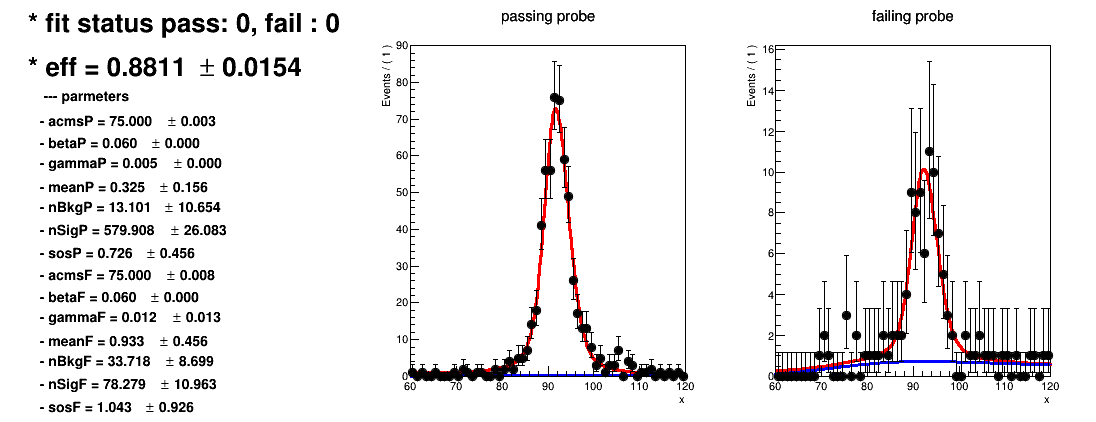 * fit status pass: 0, fail : 0
* eff = 0.8811 ± 0.0154
--- parmeters
- acmsP = 75.000 ± 0.003
- betaP = 0.060 ± 0.000
- gammaP = 0.005 ± 0.000
- meanP = 0.325 ± 0.156
- nBkgP = 13.101 ± 10.654
- nSigP = 579.908 ± 26.083
- sosP = 0.726 ± 0.456
- acmsF = 75.000 ± 0.008
- betaF = 0.060 ± 0.000
- gammaF = 0.012 ± 0.013
- meanF = 0.933 ± 0.456
- nBkgF = 33.718 ± 8.699
- nSigF = 78.279 ± 10.963
- sosF = 1.043 ± 0.926
passing probe
Events / ( 1 )
90
80
70
60
50
40
30
20
10
0
60 70 80 90 100 110 120
x
failing probe
Events / ( 1 )
16
14
12
10
8
6
4
2
0
60 70 80 90 100 110 120
x